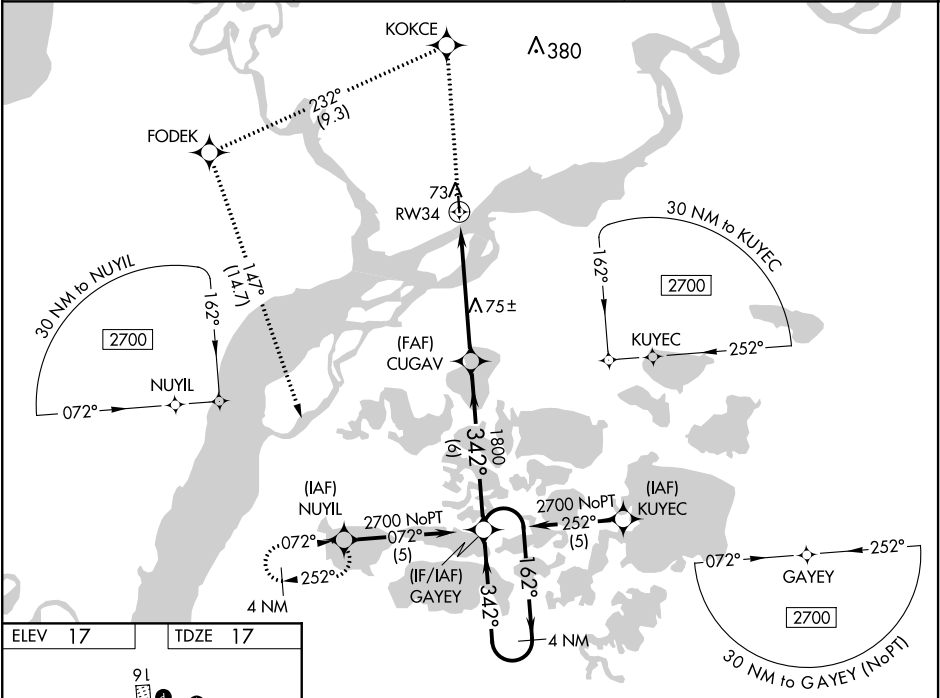 KOKCE
380
232°
(9.3)
FODEK
73
RW34
147°
(14.7)
30 NM to NUYIL
162°
2700
NUYIL
072°
30 NM to KUYEC
162°
2700
KUYEC
252°
75±
(FAF)
CUGAV
1800
342°
(6)
(IAF)
NUYIL
2700 NoPT
072°
(5)
072°
252°
4 NM
(IF/IAF)
GAYEY
2700 NoPT
252°
(5)
(IAF)
KUYEC
342°
162°
4 NM
072°
252°
GAYEY
2700
30 NM to GAYEY (NoPT)
ELEV 17
TDZE 17
16